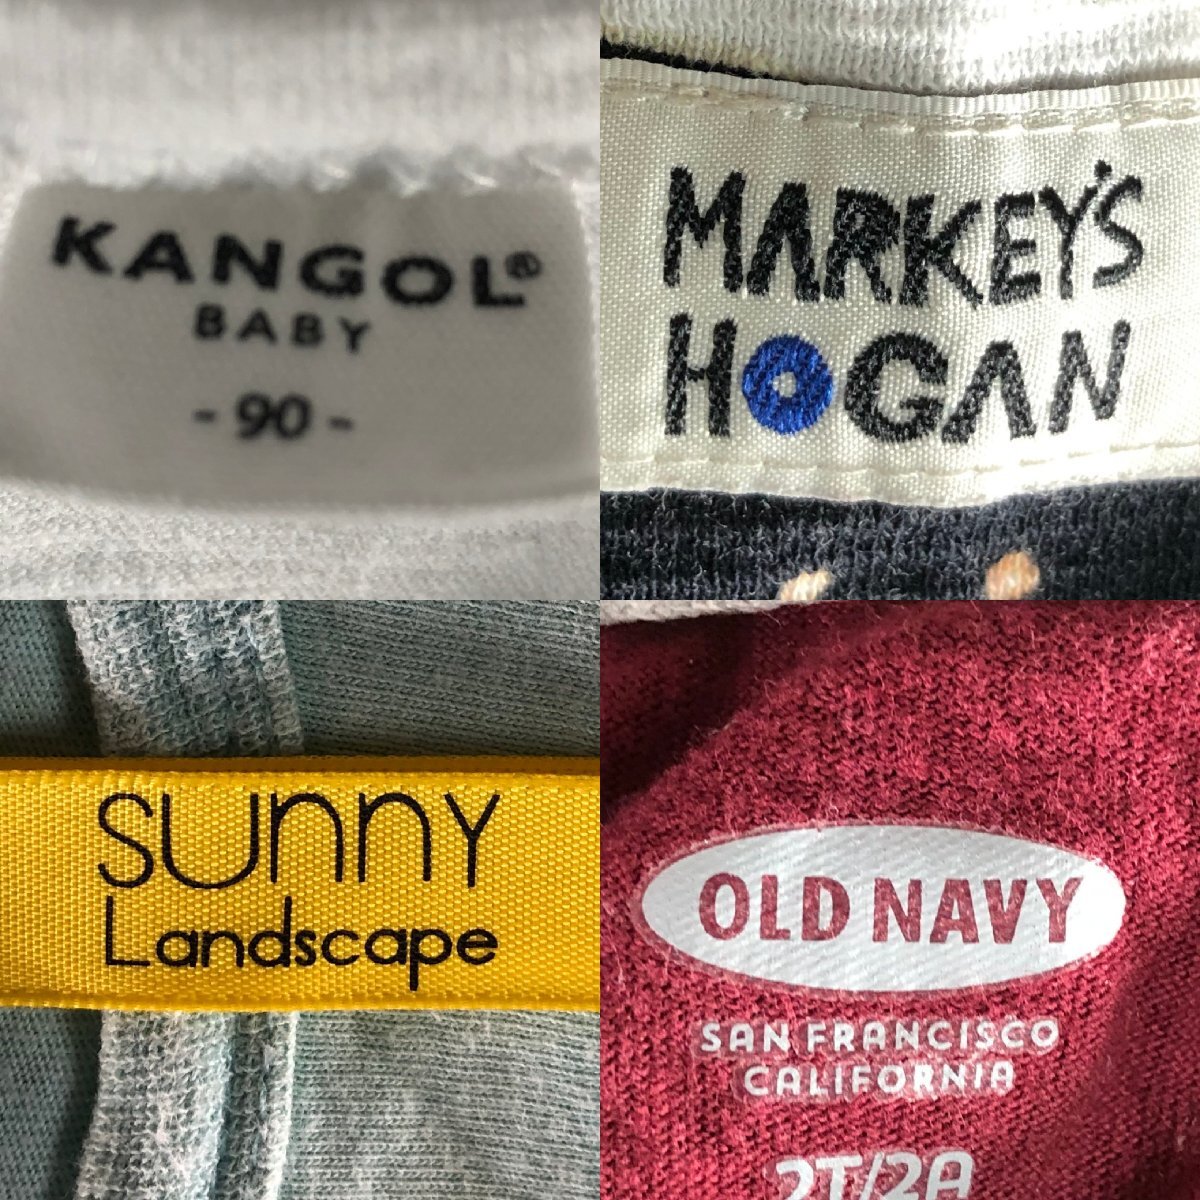 KANGOL®
BABY
- 90 -
MARKEY'S
HOGAN
SUNNY
Landscape
OLD NAVY
SAN FRANCISCO
CALIFORNIA
2T/2A